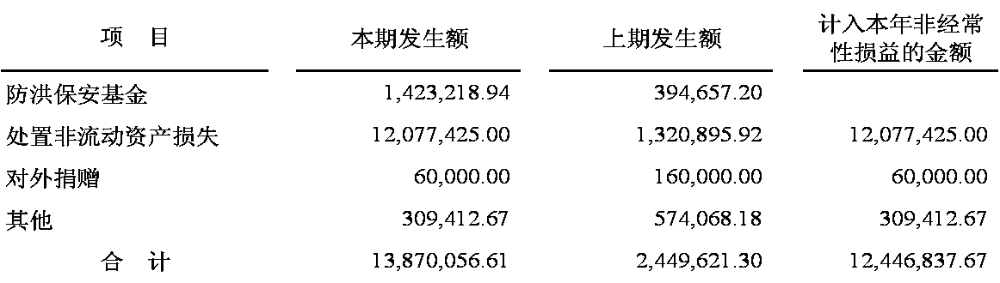 项 目 本期发生额 上期发生额 计入本年非经常性损益的金额
防洪保安基金 1,423,218.94 394,657.20
处置非流动资产损失 12,077,425.00 1,320,895.92 12,077,425.00
对外捐赠 60,000.00 160,000.00 60,000.00
其他 309,412.67 574,068.18 309,412.67
合 计 13,870,056.61 2,449,621.30 12,446,837.67